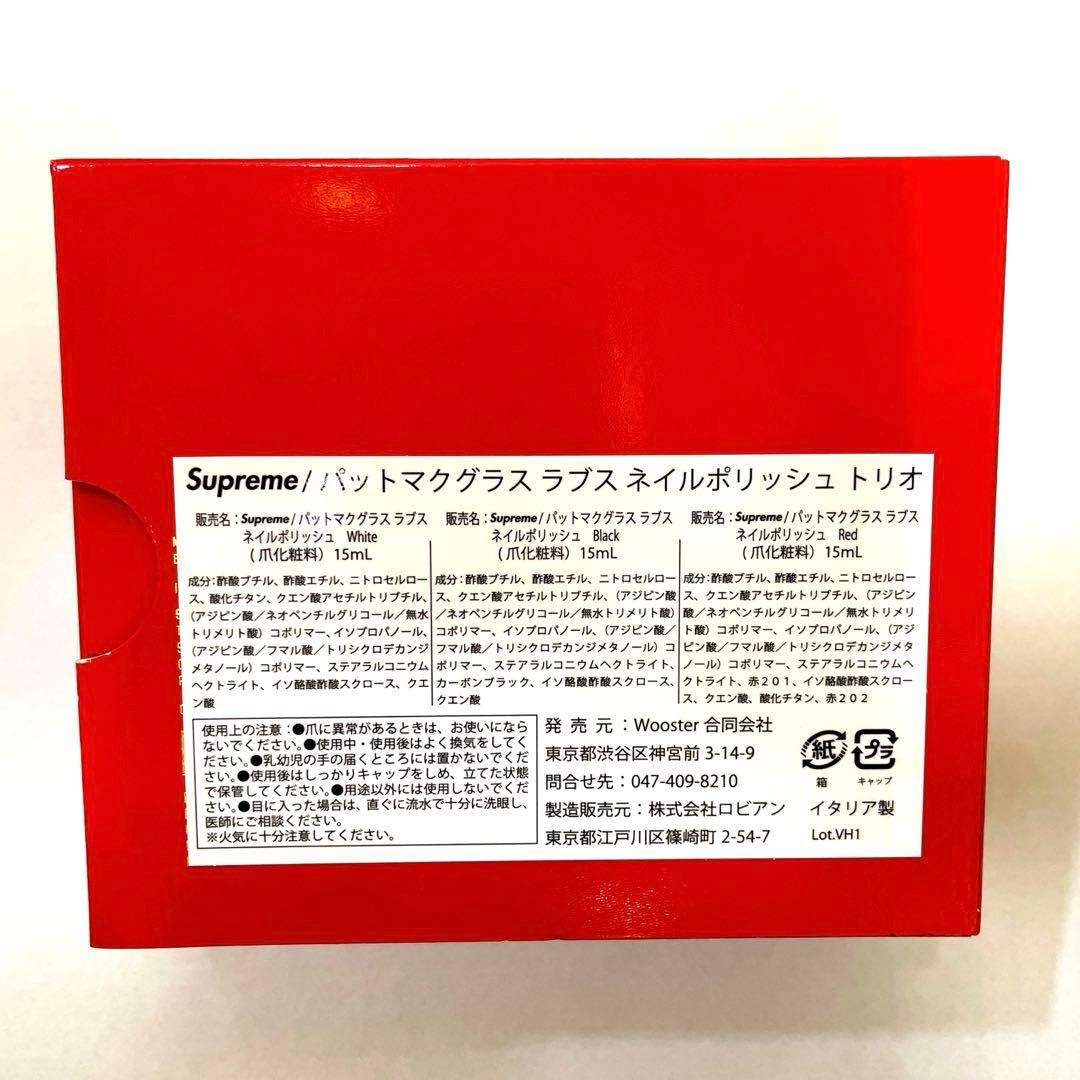 Supreme/パットマクグラス ラブス ネイルポリッシュ トリオ
販売名：Supreme/パットマクグラス ラブス
ネイルポリッシュ White
（爪化粧料）15mL
成分：酢酸ブチル、酢酸エチル、ニトロセルロー
ス、酸化チタン、クエン酸アセチルトリブチル、
（アジピン酸／ネオペンチルグリコール／無水
トリメリト酸）コポリマー、イソプロパノール、
（アジピン酸／フマル酸／トリシクロデカンジ
メタノール）コポリマー、ステアラルコニウム
ヘクトライト、イソ酪酸酢酸スクロース、クエ
ン酸
販売名：Supreme/パットマクグラス ラブス
ネイルポリッシュ Black
（爪化粧料）15mL
成分：酢酸ブチル、酢酸エチル、ニトロセルロー
ス、クエン酸アセチルトリブチル、（アジピン酸
／ネオペンチルグリコール／無水トリメリト酸）
コポリマー、イソプロパノール、（アジピン酸／
フマル酸／トリシクロデカンジメタノール）コ
ポリマー、ステアラルコニウムヘクトライト、
カーボンブラック、イソ酪酸酢酸スクロース、
クエン酸
販売名：Supreme/パットマクグラス ラブス
ネイルポリッシュ Red
（爪化粧料）15mL
成分：酢酸ブチル、酢酸エチル、ニトロセルロー
ス、クエン酸アセチルトリブチル、（アジピン
酸／ネオペンチルグリコール／無水トリメリ
ト酸）コポリマー、イソプロパノール、（アジ
ピン酸／フマル酸／トリシクロデカンジメタ
ノール）コポリマー、ステアラルコニウムヘ
クトライト、赤２０１、イソ酪酸酢酸スクロー
ス、クエン酸、酸化チタン、赤２０２
使用上の注意：●爪に異常があるときは、お使いになら
ないでください。●使用中・使用後はよく換気をしてく
ださい。●乳幼児の手の届くところには置かないでくだ
さい。●使用後はしっかりキャップをしめ、立てた状態
で保管してください。●用途以外には使用しないでくだ
さい。●目に入った場合は、直ぐに流水で十分に洗眼し、
医師にご相談ください。
※火気に十分注意してください。
発 売 元：Wooster 合同会社
東京都渋谷区神宮前 3-14-9
問合せ先：047-409-8210
製造販売元：株式会社ロビアン
東京都江戸川区篠崎町 2-54-7
紙
箱
プラ
キャップ
イタリア製
Lot.VH1